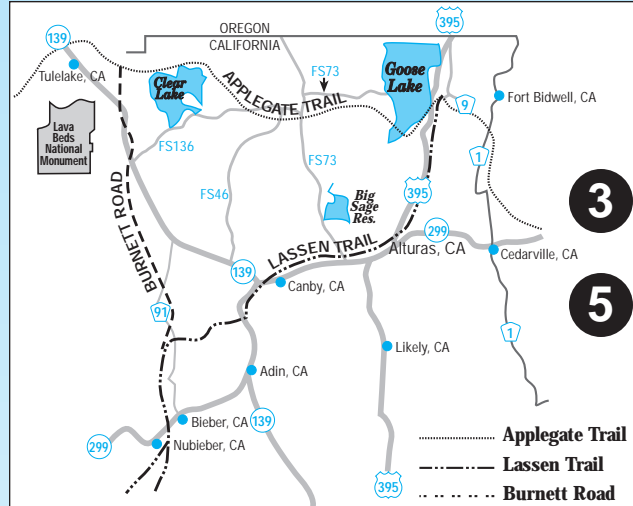 395
OREGON
CALIFORNIA
139
Tulelake, CA
Clear
Lake
FS73
Goose
Lake
APPLEGATE TRAIL
9
Fort Bidwell, CA
Lava
Beds
National
Monument
FS136
FS73
1
FS46
BURNETT ROAD
Big
Sage
Res.
395
3
LASSEN TRAIL
299
Alturas, CA
Cedarville, CA
139
Canby, CA
5
91
1
Likely, CA
Adin, CA
Bieber, CA
139
299
Nubieber, CA
395
Applegate Trail
Lassen Trail
Burnett Road